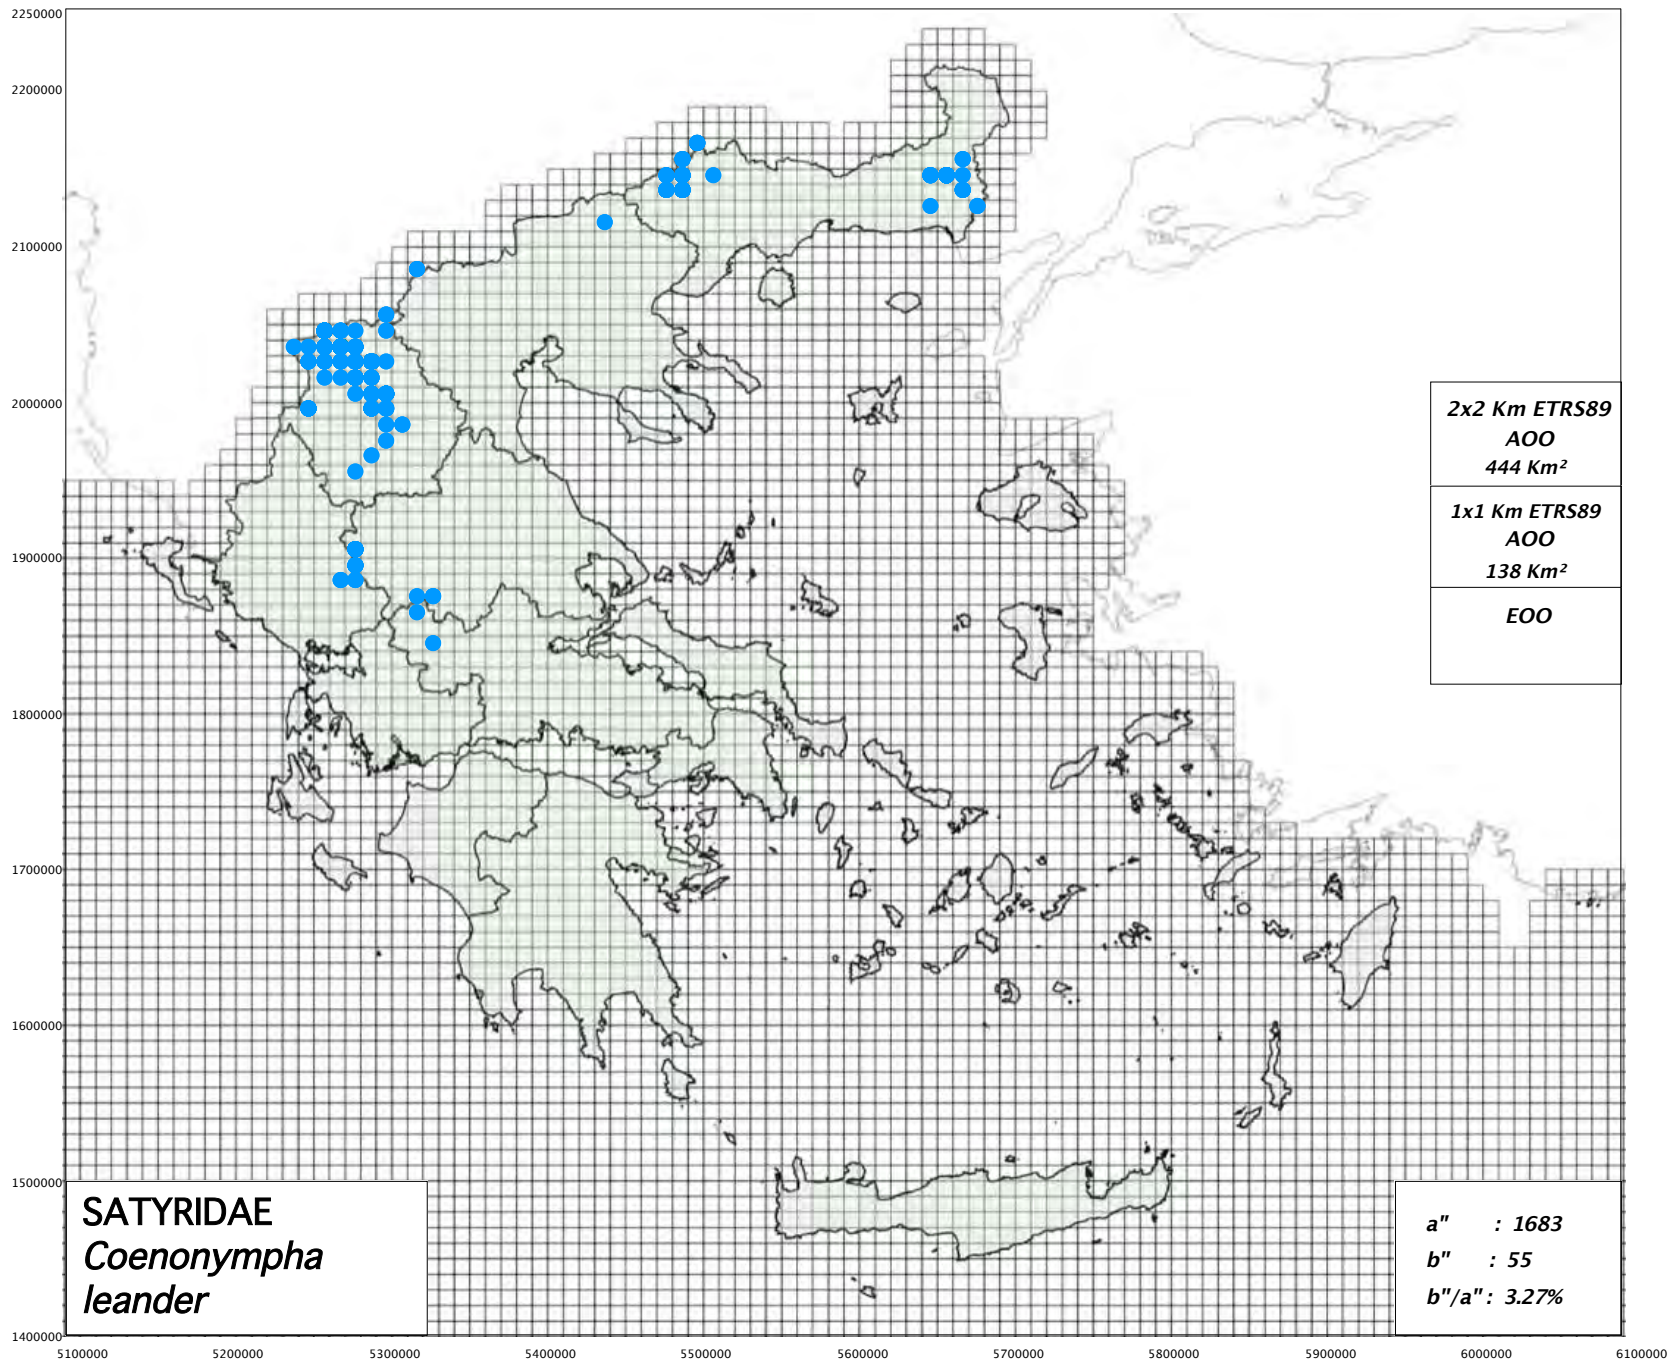 2250000
2200000
2100000
2000000
1900000
1800000
1700000
1600000
1500000
1400000
2x2 Km ETRS89
AOO
444 Km²
1x1 Km ETRS89
AOO
138 Km²
EOO
SATYRIDAE
Coenonympha
leander
a" : 1683
b" : 55
b"/a" : 3.27%
5100000 5200000 5300000 5400000 5500000 5600000 5700000 5800000 5900000 6000000 6100000